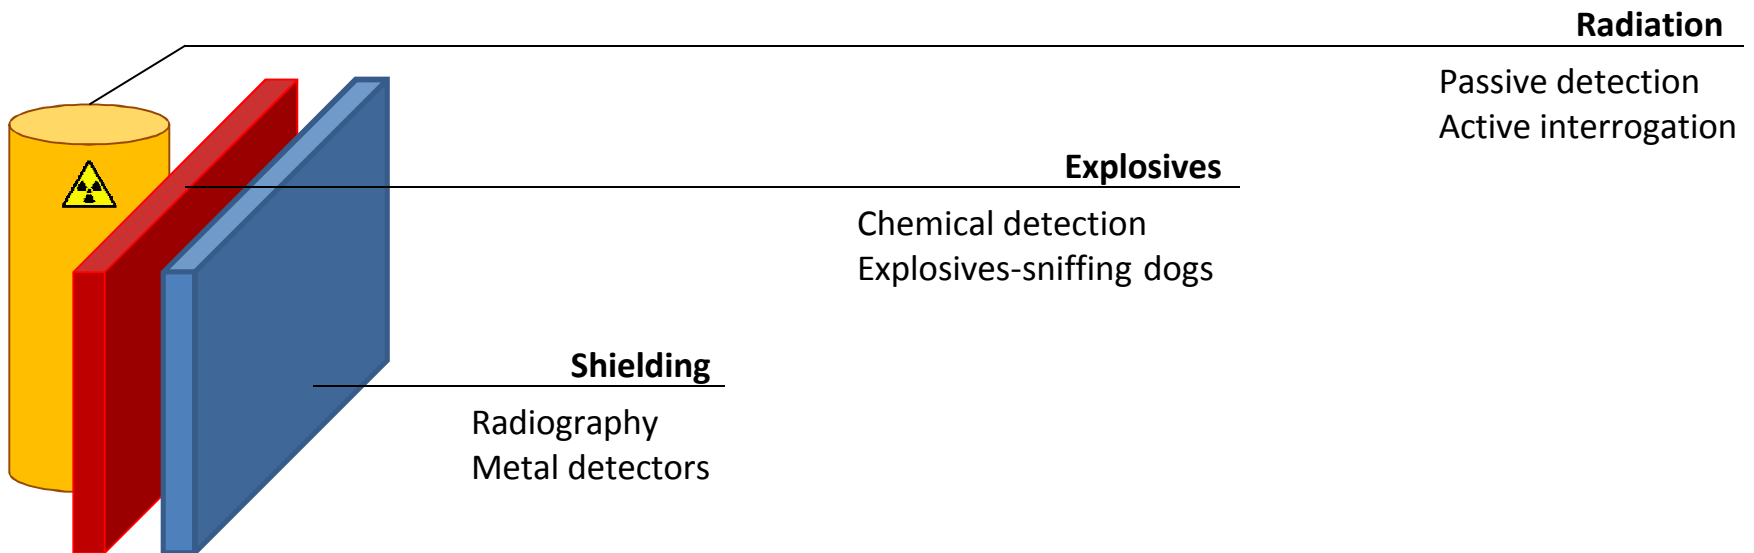 Radiation
Passive detection
Active interrogation
Explosives
Chemical detection
Explosives-sniffing dogs
Shielding
Radiography
Metal detectors